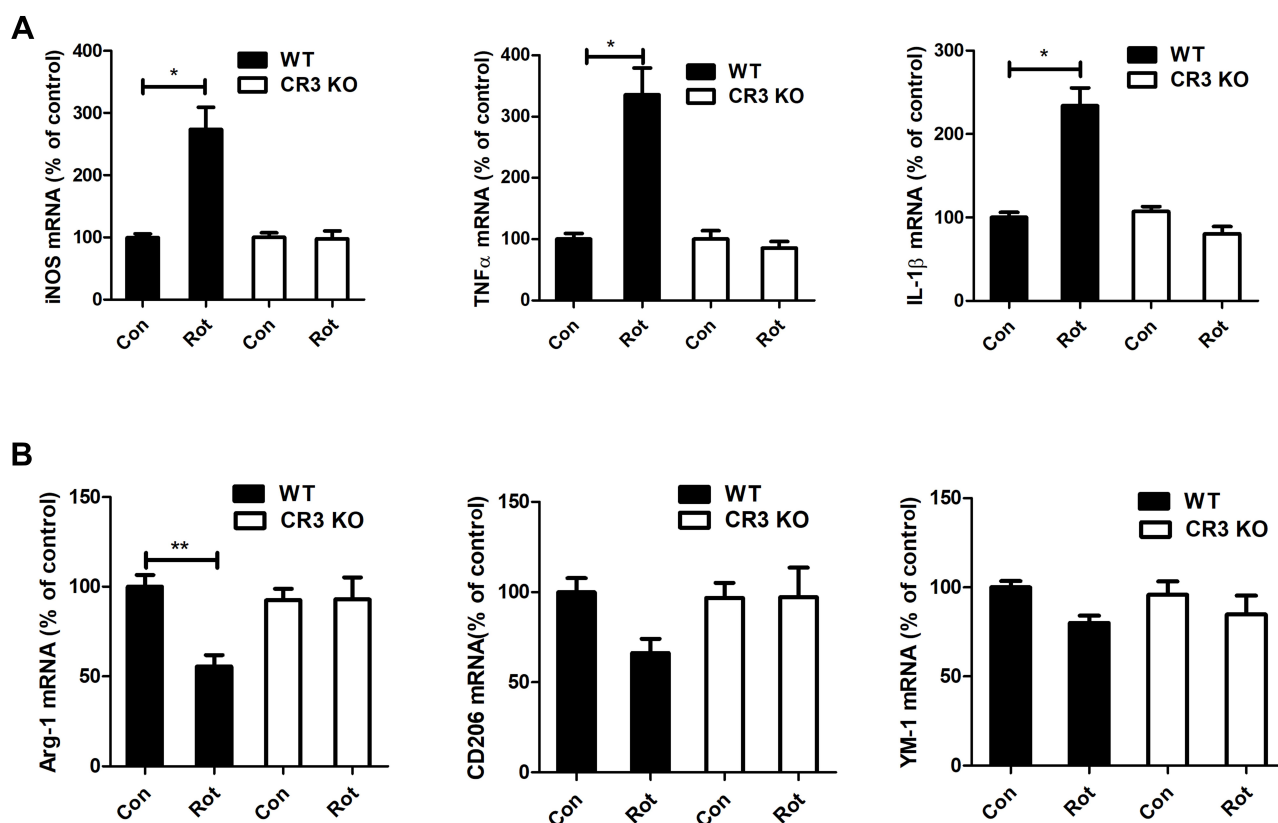 A
iNOS mRNA (% of control)
400
300
200
100
0
*
WT
CR3 KO
Con
Rot
Con
Rot
TNFα mRNA (% of control)
400
300
200
100
0
*
WT
CR3 KO
Con
Rot
Con
Rot
IL-1β mRNA (% of control)
300
200
100
0
*
WT
CR3 KO
Con
Rot
Con
Rot
B
Arg-1 mRNA (% of control)
150
100
50
0
**
WT
CR3 KO
Con
Rot
Con
Rot
CD206 mRNA(% of control)
150
100
50
0
WT
CR3 KO
Con
Rot
Con
Rot
YM-1 mRNA (% of control)
150
100
50
0
WT
CR3 KO
Con
Rot
Con
Rot